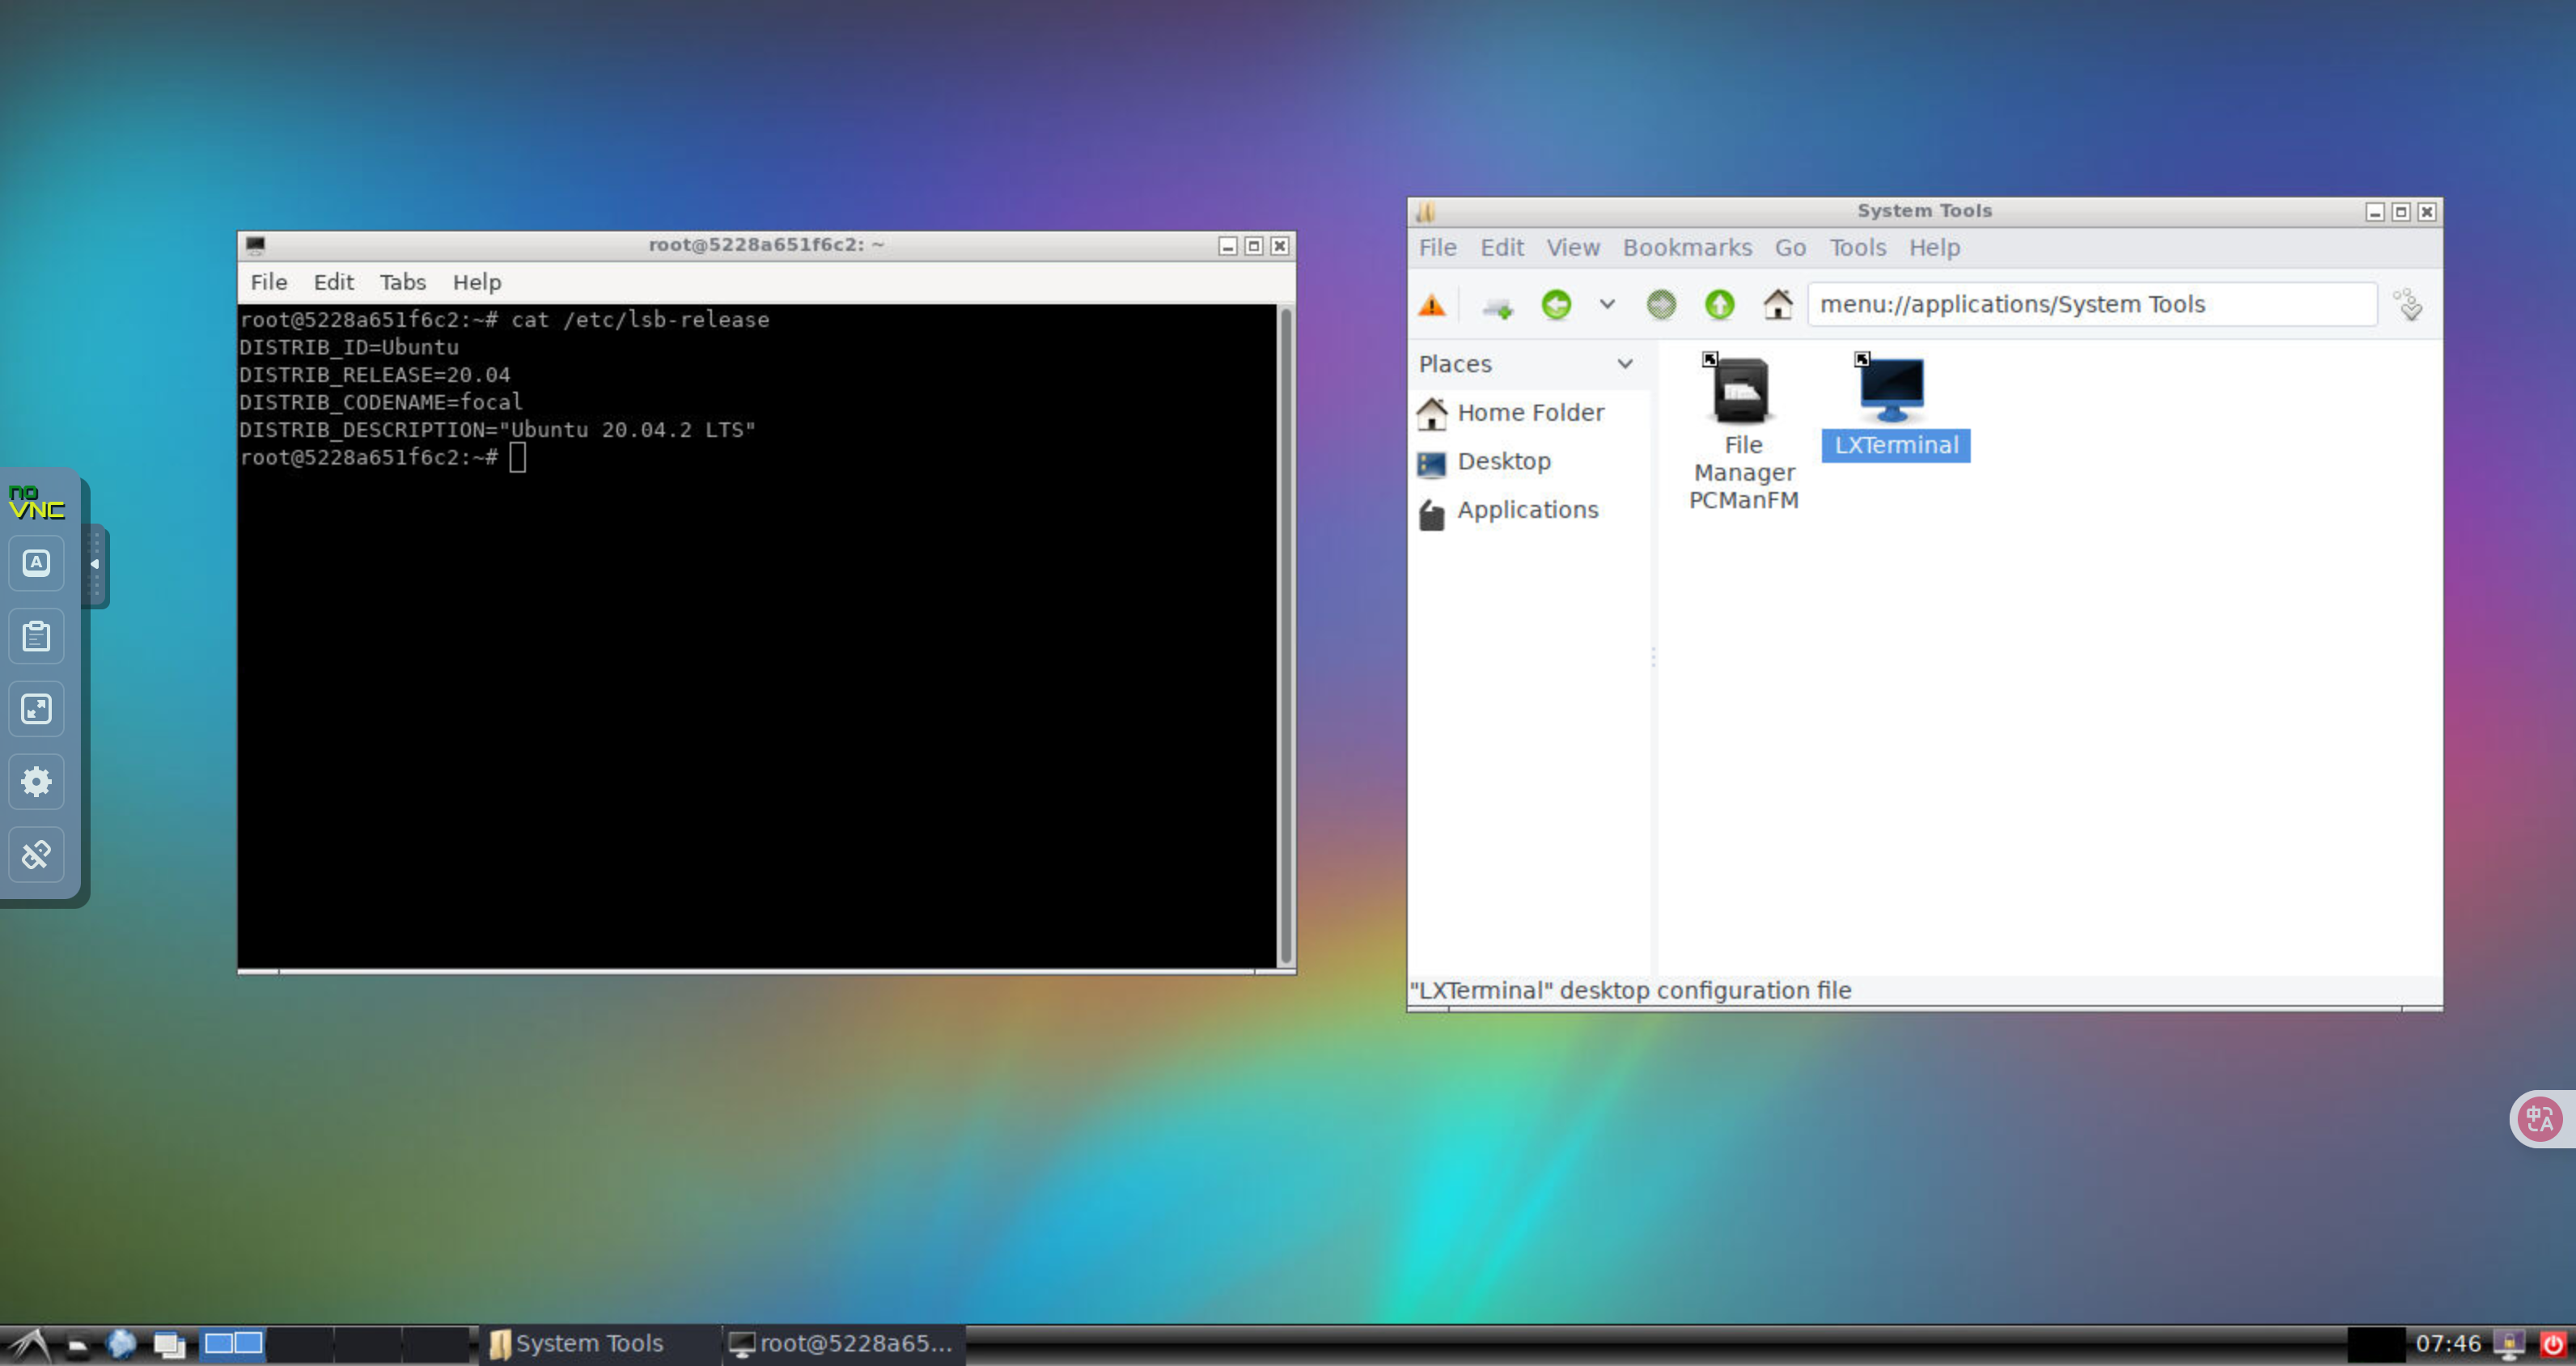 root@5228a651f6c2: ~
File Edit Tabs Help
root@5228a651f6c2:~# cat /etc/lsb-release
DISTRIB_ID=Ubuntu
DISTRIB_RELEASE=20.04
DISTRIB_CODENAME=focal
DISTRIB_DESCRIPTION="Ubuntu 20.04.2 LTS"
root@5228a651f6c2:~#
System Tools
File Edit View Bookmarks Go Tools Help
menu://applications/System Tools
Places
Home Folder
Desktop
Applications
File
Manager
PCManFM
LXTerminal
"LXTerminal" desktop configuration file
no
VNC
A
中
A
System Tools
root@5228a65...
07:46